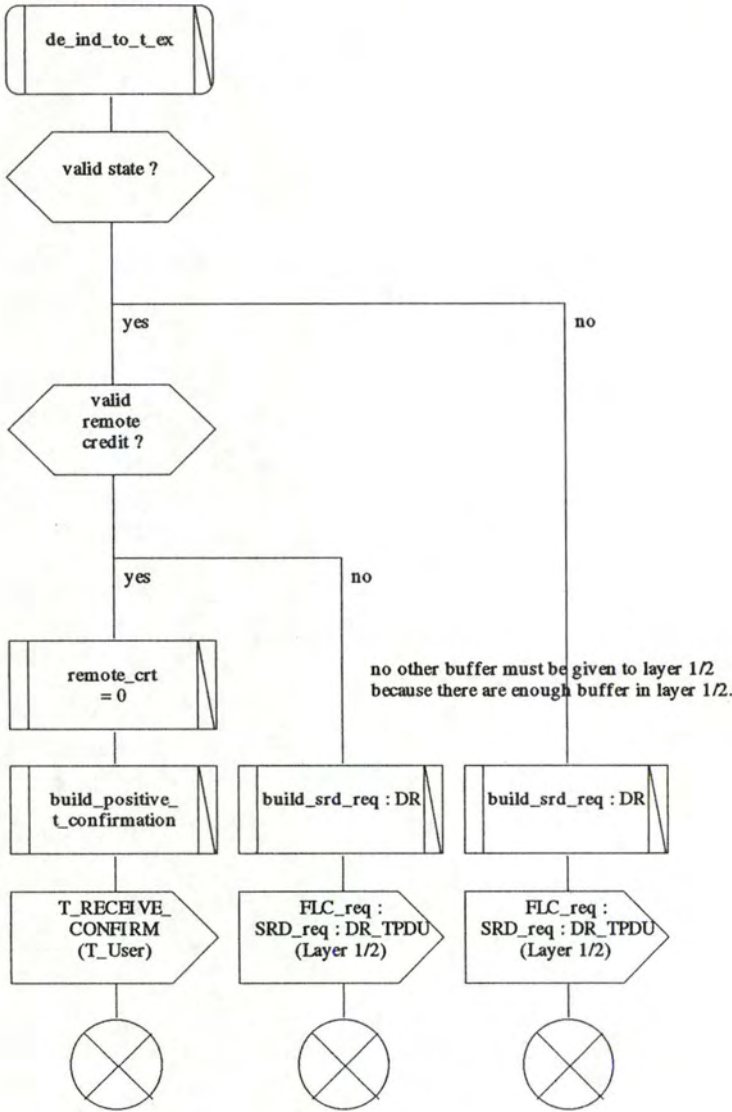 de_ind_to_t_ex
valid state ?
yes
no
valid
remote
credit ?
yes
no
remote_crt
= 0
no other buffer must be given to layer 1/2
because there are enough buffer in layer 1/2.
build_positive_
t_confirmation
build_srd_req : DR
build_srd_req : DR
T_RECEIVE_
CONFIRM
(T_User)
FLC_req :
SRD_req : DR_TPDU
(Layer 1/2)
FLC_req :
SRD_req : DR_TPDU
(Layer 1/2)